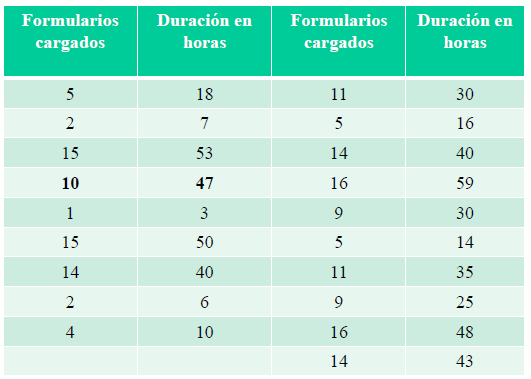 Formularios cargados Duración en horas Formularios cargados Duración en horas
5 18 11 30
2 7 5 16
15 53 14 40
10 47 16 59
1 3 9 30
15 50 5 14
14 40 11 35
2 6 9 25
4 10 16 48
14 43